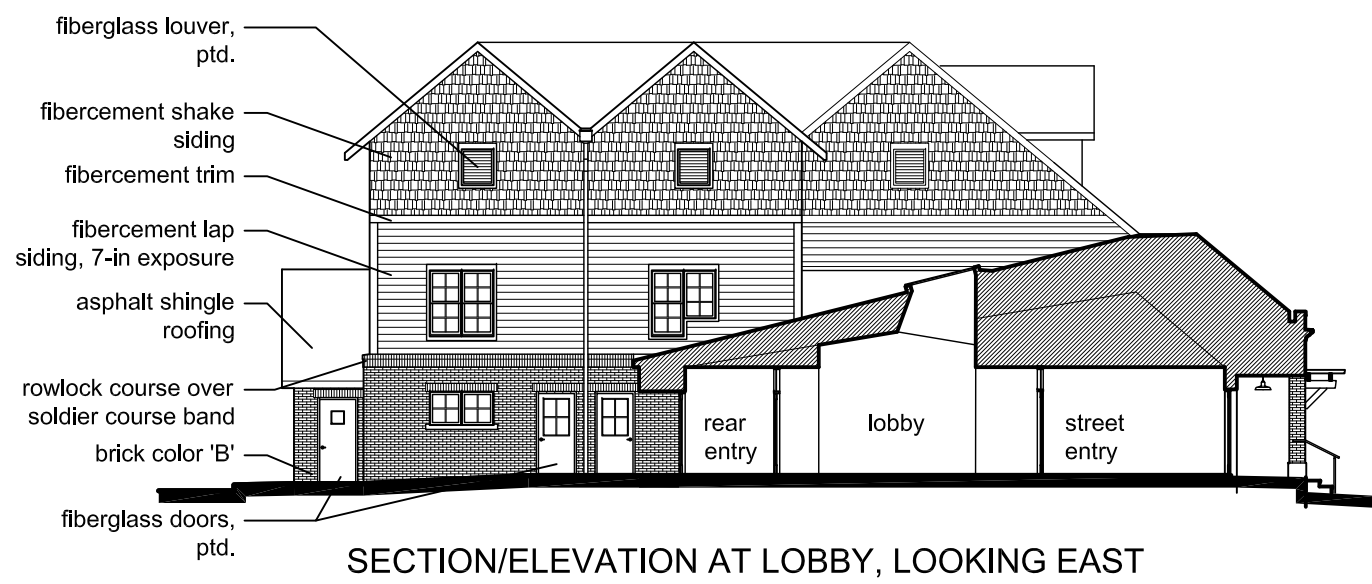 fiberglass louver,
ptd.
fibercement shake
siding
fibercement trim
fibercement lap
siding, 7-in exposure
asphalt shingle
roofing
rowlock course over
soldier course band
brick color 'B'
fiberglass doors,
ptd.
rear
entry
lobby
street
entry
SECTION/ELEVATION AT LOBBY, LOOKING EAST